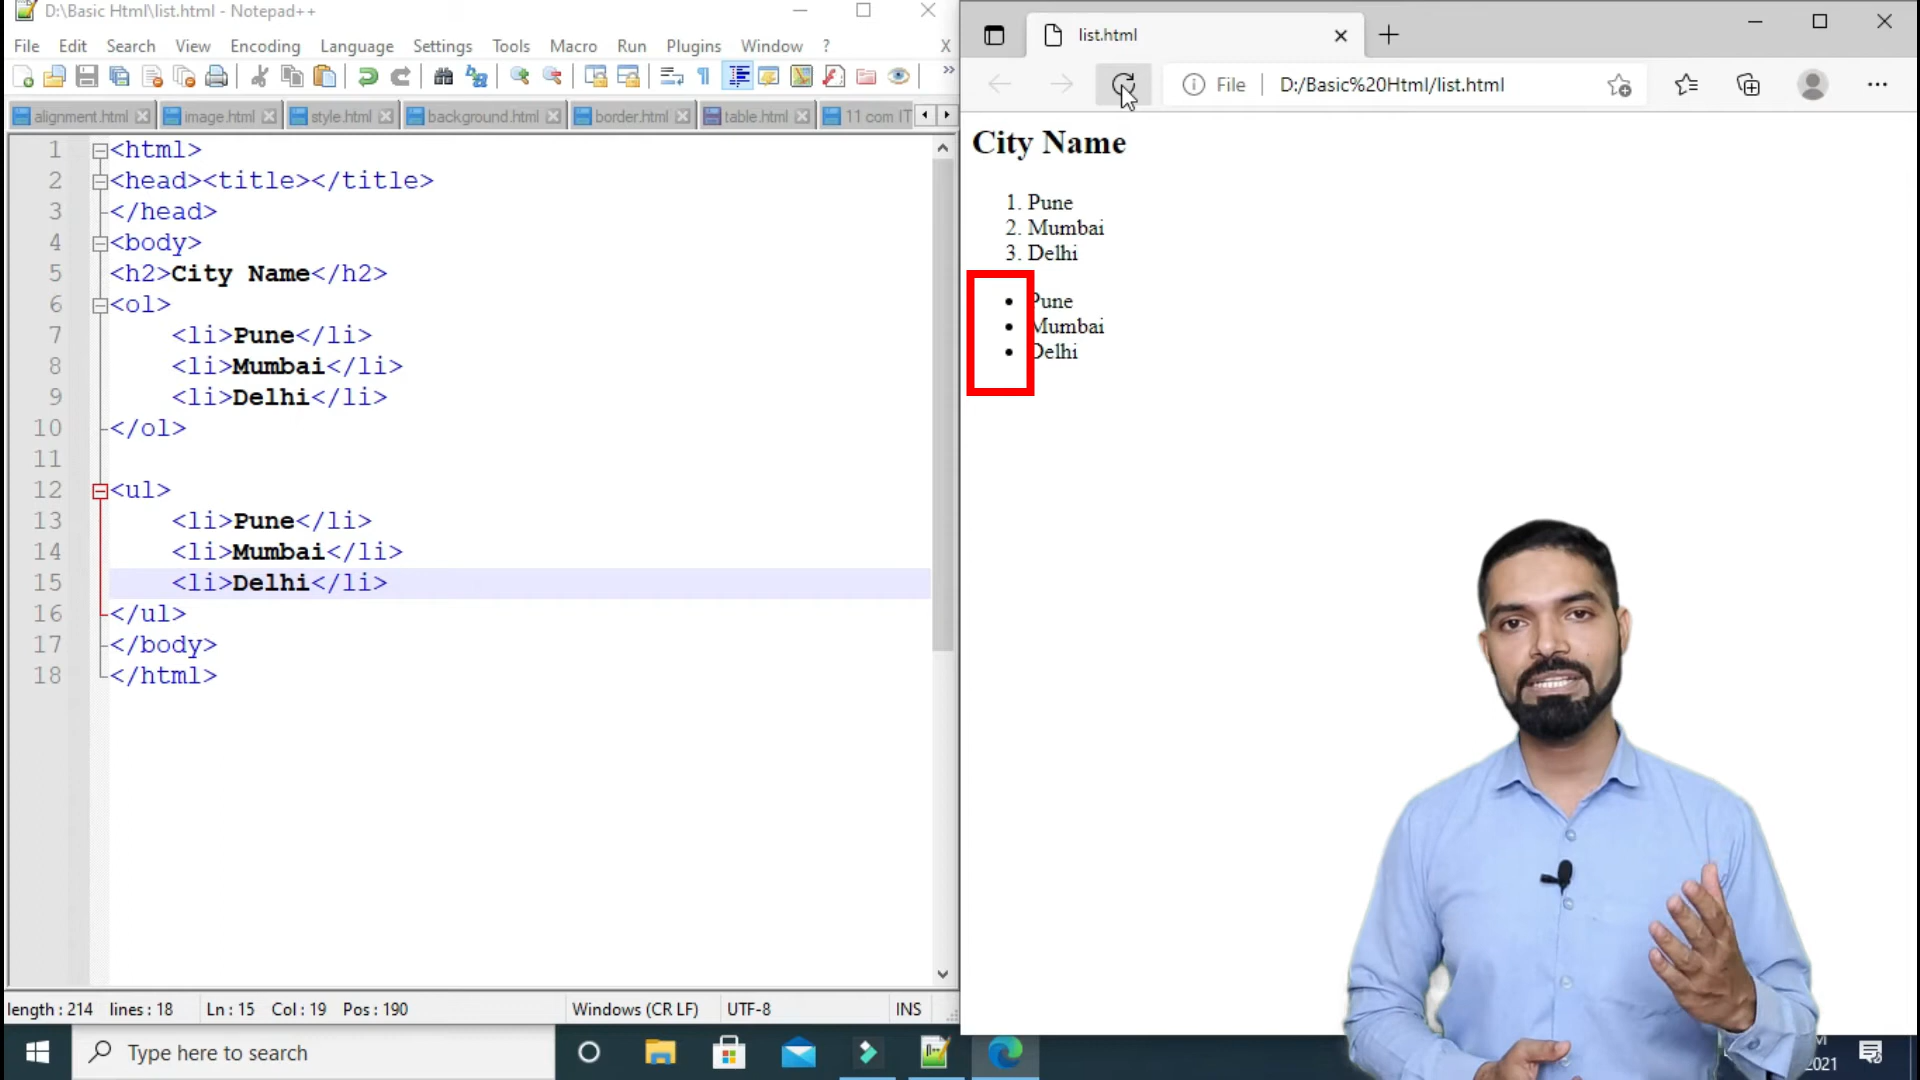 D:\Basic Html\list.html - Notepad++
File Edit Search View Encoding Language Settings Tools Macro Run Plugins Window ? X
alignment.html image.html style.html background.html border.html table.html 11 com IT
1 <html>
2 <head><title></title>
3 </head>
4 <body>
5 <h2>City Name</h2>
6 <ol>
7 <li>Pune</li>
8 <li>Mumbai</li>
9 <li>Delhi</li>
10 </ol>
11
12 <ul>
13 <li>Pune</li>
14 <li>Mumbai</li>
15 <li>Delhi</li>
16 </ul>
17 </body>
18 </html>
length : 214 lines : 18 Ln : 15 Col : 19 Pos : 190 Windows (CR LF) UTF-8 INS
list.html
File D:/Basic%20Html/list.html
City Name
1. Pune
2. Mumbai
3. Delhi
• Pune
• Mumbai
• Delhi
Type here to search
2021